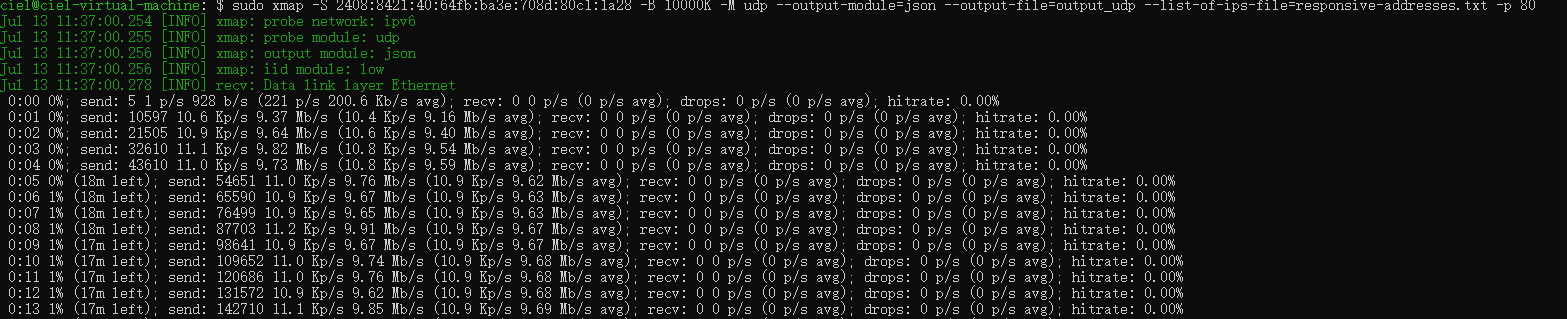 ciel@ciel-virtual-machine: $ sudo xmap -S 2408:8421:40:64fb:ba3e:708d:80c1:1a28 -B 10000K -M udp --output-module=json --output-file=output_udp --list-of-ips-file=responsive-addresses.txt -p 80
Jul 13 11:37:00.254 [INFO] xmap: probe network: ipv6
Jul 13 11:37:00.255 [INFO] xmap: probe module: udp
Jul 13 11:37:00.256 [INFO] xmap: output module: json
Jul 13 11:37:00.256 [INFO] xmap: iid module: low
Jul 13 11:37:00.278 [INFO] recv: Data link layer Ethernet
0:00 0%; send: 5 1 p/s 928 b/s (221 p/s 200.6 Kb/s avg); recv: 0 0 p/s (0 p/s avg); drops: 0 p/s (0 p/s avg); hitrate: 0.00%
0:01 0%; send: 10597 10.6 Kp/s 9.37 Mb/s (10.4 Kp/s 9.16 Mb/s avg); recv: 0 0 p/s (0 p/s avg); drops: 0 p/s (0 p/s avg); hitrate: 0.00%
0:02 0%; send: 21505 10.9 Kp/s 9.64 Mb/s (10.6 Kp/s 9.40 Mb/s avg); recv: 0 0 p/s (0 p/s avg); drops: 0 p/s (0 p/s avg); hitrate: 0.00%
0:03 0%; send: 32610 11.1 Kp/s 9.82 Mb/s (10.8 Kp/s 9.54 Mb/s avg); recv: 0 0 p/s (0 p/s avg); drops: 0 p/s (0 p/s avg); hitrate: 0.00%
0:04 0%; send: 43610 11.0 Kp/s 9.73 Mb/s (10.8 Kp/s 9.59 Mb/s avg); recv: 0 0 p/s (0 p/s avg); drops: 0 p/s (0 p/s avg); hitrate: 0.00%
0:05 0% (18m left); send: 54651 11.0 Kp/s 9.76 Mb/s (10.9 Kp/s 9.62 Mb/s avg); recv: 0 0 p/s (0 p/s avg); drops: 0 p/s (0 p/s avg); hitrate: 0.00%
0:06 1% (18m left); send: 65590 10.9 Kp/s 9.67 Mb/s (10.9 Kp/s 9.63 Mb/s avg); recv: 0 0 p/s (0 p/s avg); drops: 0 p/s (0 p/s avg); hitrate: 0.00%
0:07 1% (18m left); send: 76499 10.9 Kp/s 9.65 Mb/s (10.9 Kp/s 9.63 Mb/s avg); recv: 0 0 p/s (0 p/s avg); drops: 0 p/s (0 p/s avg); hitrate: 0.00%
0:08 1% (18m left); send: 87703 11.2 Kp/s 9.91 Mb/s (10.9 Kp/s 9.67 Mb/s avg); recv: 0 0 p/s (0 p/s avg); drops: 0 p/s (0 p/s avg); hitrate: 0.00%
0:09 1% (17m left); send: 98641 10.9 Kp/s 9.67 Mb/s (10.9 Kp/s 9.67 Mb/s avg); recv: 0 0 p/s (0 p/s avg); drops: 0 p/s (0 p/s avg); hitrate: 0.00%
0:10 1% (17m left); send: 109652 11.0 Kp/s 9.74 Mb/s (10.9 Kp/s 9.68 Mb/s avg); recv: 0 0 p/s (0 p/s avg); drops: 0 p/s (0 p/s avg); hitrate: 0.00%
0:11 1% (17m left); send: 120686 11.0 Kp/s 9.76 Mb/s (10.9 Kp/s 9.68 Mb/s avg); recv: 0 0 p/s (0 p/s avg); drops: 0 p/s (0 p/s avg); hitrate: 0.00%
0:12 1% (17m left); send: 131572 10.9 Kp/s 9.62 Mb/s (10.9 Kp/s 9.68 Mb/s avg); recv: 0 0 p/s (0 p/s avg); drops: 0 p/s (0 p/s avg); hitrate: 0.00%
0:13 1% (17m left); send: 142710 11.1 Kp/s 9.85 Mb/s (10.9 Kp/s 9.69 Mb/s avg); recv: 0 0 p/s (0 p/s avg); drops: 0 p/s (0 p/s avg); hitrate: 0.00%